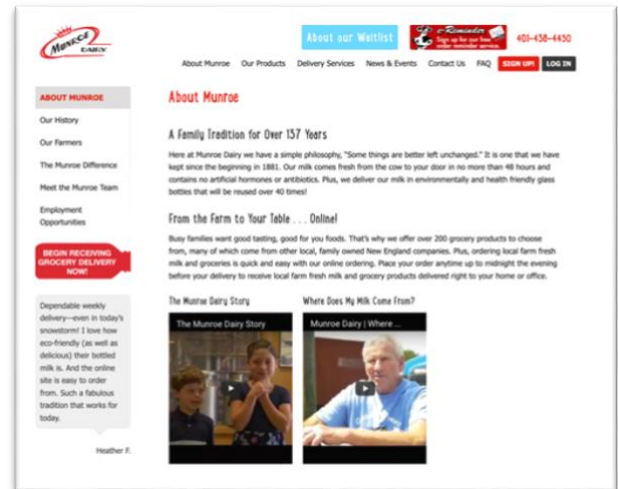 MUNROE
DAIRY
About our Waitlist
e-Reminder
Sign up for our free
order reminder service.
401-438-4450
About Munroe Our Products Delivery Services News & Events Contact Us FAQ SIGN UP! LOG IN
ABOUT MUNROE
Our History
Our Farmers
The Munroe Difference
Meet the Munroe Team
Employment
Opportunities
BEGIN RECEIVING
GROCERY DELIVERY
NOW!
Dependable weekly
delivery—even in today's
snowstorm! I love how
eco-friendly (as well as
delicious) their bottled
milk is. And the online
site is easy to order
from. Such a fabulous
tradition that works for
today.
Heather F.
About Munroe
A Family Tradition for Over 137 Years
Here at Munroe Dairy we have a simple philosophy, "Some things are better left unchanged." It is one that we have
kept since the beginning in 1881. Our milk comes fresh from the cow to your door in no more than 48 hours and
contains no artificial hormones or antibiotics. Plus, we deliver our milk in environmentally and health friendly glass
bottles that will be reused over 40 times!
From the Farm to Your Table . . . Online!
Busy families want good tasting, good for you foods. That's why we offer over 200 grocery products to choose
from, many of which come from other local, family owned New England companies. Plus, ordering local farm fresh
milk and groceries is quick and easy with our online ordering. Place your order anytime up to midnight the evening
before your delivery to receive local farm fresh milk and grocery products delivered right to your home or office.
The Munroe Dairy Story
The Munroe Dairy Story
Where Does My Milk Come From?
Munroe Dairy | Where ...